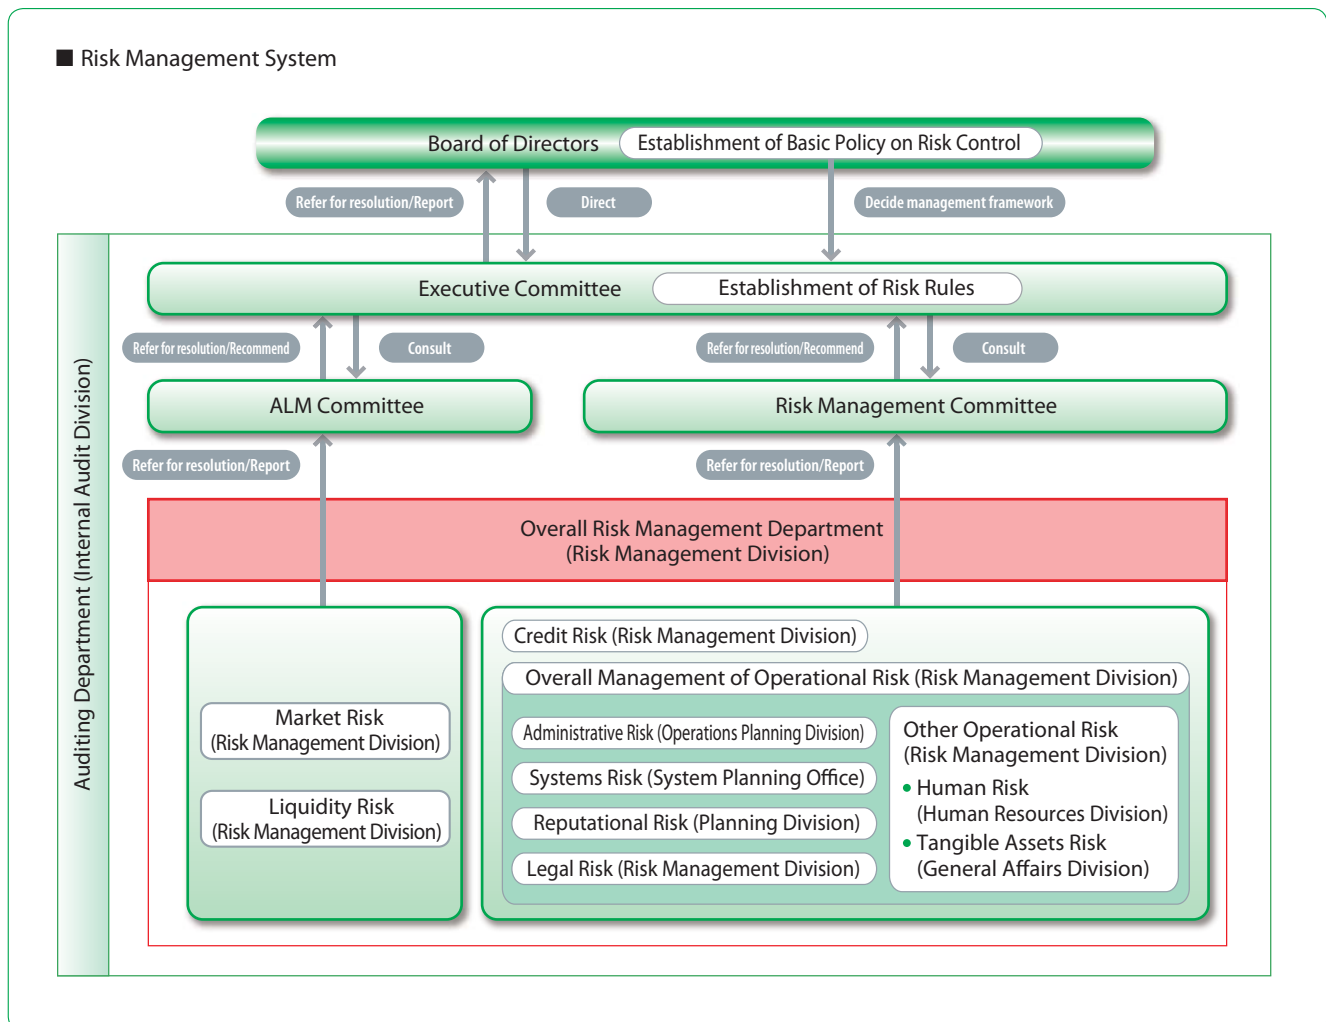 ■ Risk Management System
Board of Directors
Establishment of Basic Policy on Risk Control
Refer for resolution/Report
Direct
Decide management framework
Auditing Department (Internal Audit Division)
Executive Committee
Establishment of Risk Rules
Refer for resolution/Recommend
Consult
Refer for resolution/Recommend
Consult
ALM Committee
Risk Management Committee
Refer for resolution/Report
Refer for resolution/Report
Overall Risk Management Department
(Risk Management Division)
Market Risk
(Risk Management Division)
Liquidity Risk
(Risk Management Division)
Credit Risk (Risk Management Division)
Overall Management of Operational Risk (Risk Management Division)
Administrative Risk (Operations Planning Division)
Systems Risk (System Planning Office)
Reputational Risk (Planning Division)
Legal Risk (Risk Management Division)
Other Operational Risk
(Risk Management Division)
• Human Risk
(Human Resources Division)
• Tangible Assets Risk
(General Affairs Division)